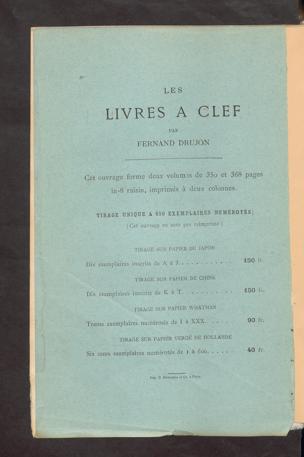 LES
LIVRES A CLEF
PAR
FERNAND DRUJON
Cet ouvrage forme deux volumes de 350 et 368 pages
in-8 raisin, imprimés à deux colonnes.
TIRAGE UNIQUE A 650 EXEMPLAIRES NUMÉROTÉS;
(Cet ouvrage ne sera pas réimprimé)
TIRAGE SUR PAPIER DU JAPON
Dix exemplaires inscrits de A à J. . . . . . . . . 150 fr.
TIRAGE SUR PAPIER DE CHINE
Dix exemplaires inscrits de K à T. . . . . . . . . 150 fr.
TIRAGE SUR PAPIER WHATMAN
Trente exemplaires numérotés de I à XXX. . . . . 90 fr.
TIRAGE SUR PAPIER VERGÉ DE HOLLANDE
Six cents exemplaires numérotés de 1 à 600. . . . . 40 fr.